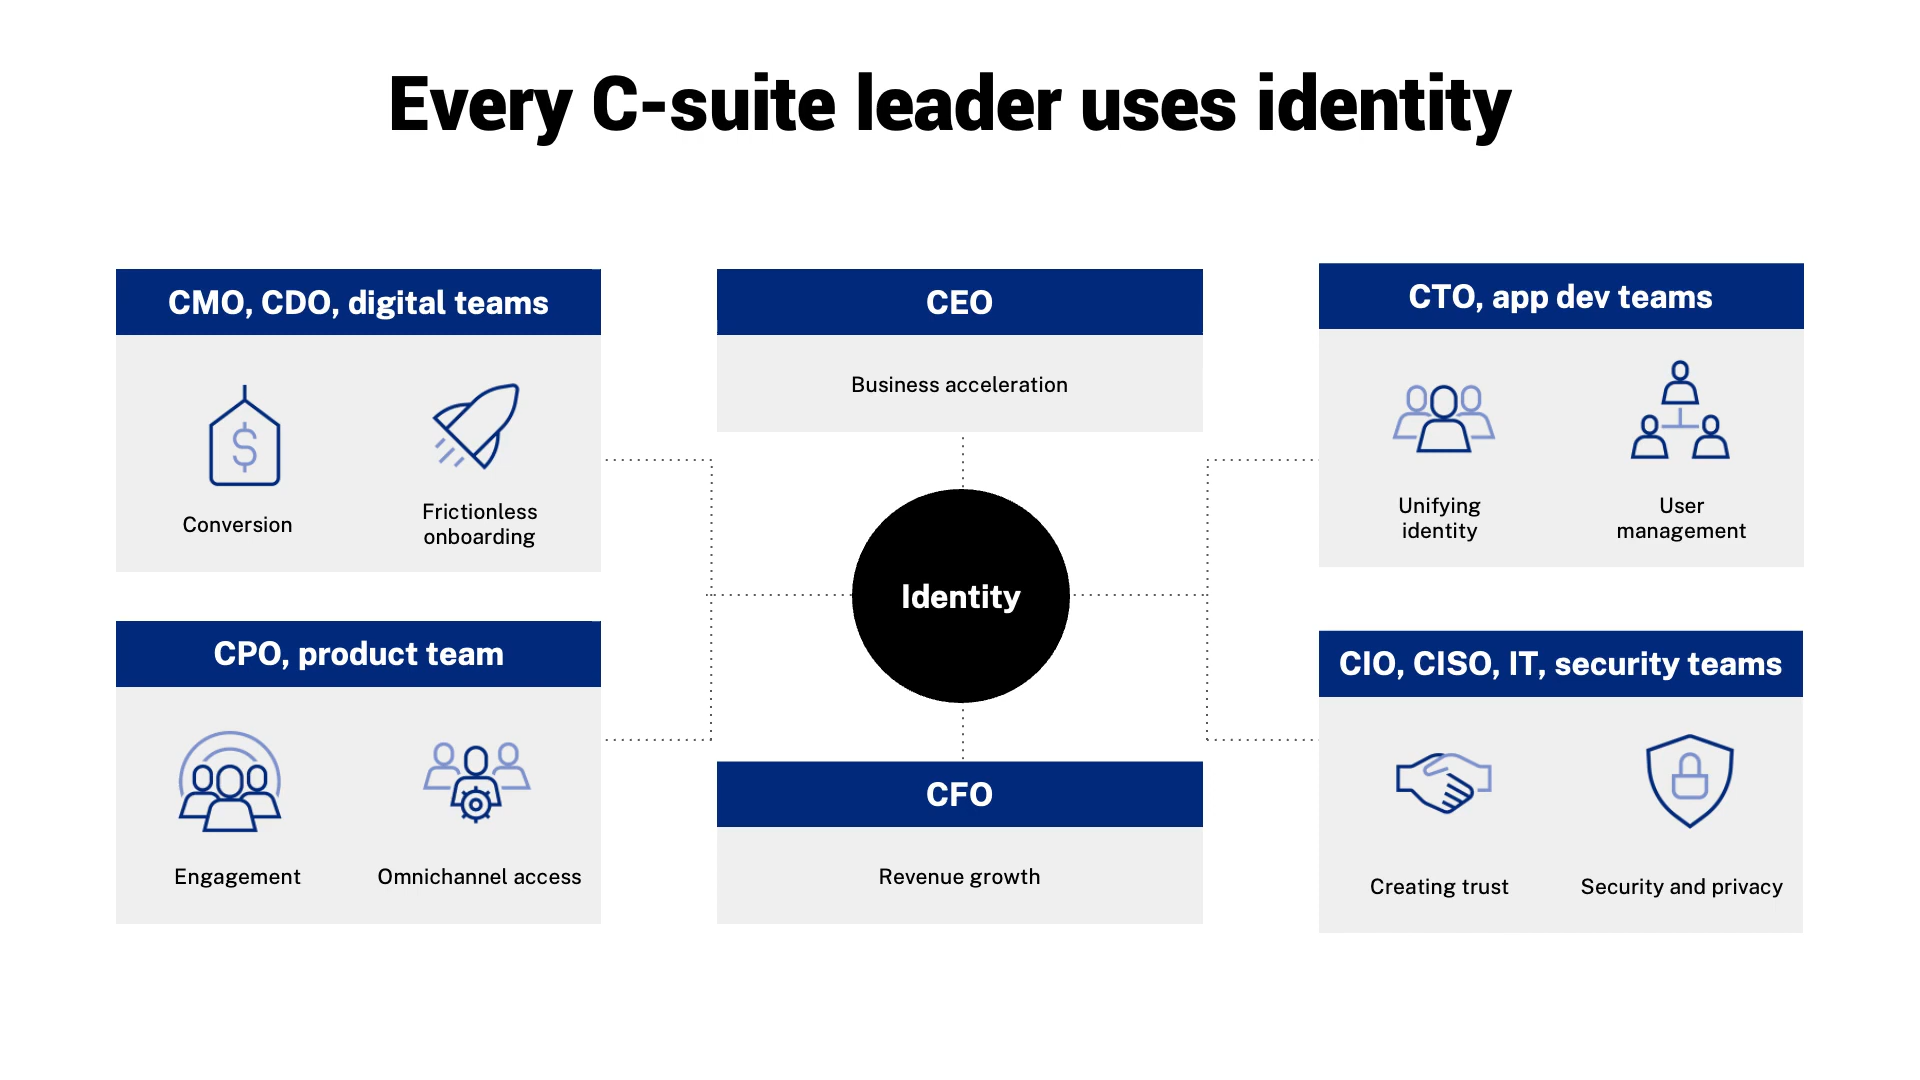 Every C-suite leader uses identity
CMO, CDO, digital teams
$
Conversion
Frictionless
onboarding
CPO, product team
Engagement
Omnichannel access
CEO
Business acceleration
Identity
CFO
Revenue growth
CTO, app dev teams
Unifying
identity
User
management
CIO, CISO, IT, security teams
Creating trust
Security and privacy